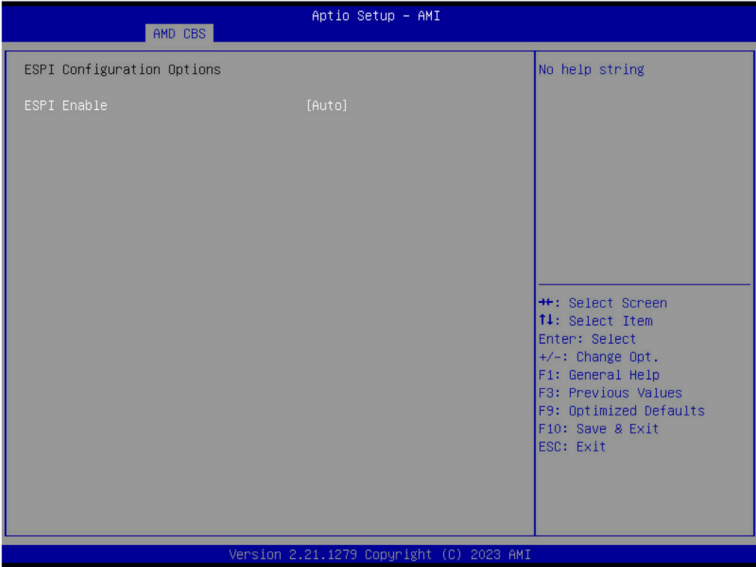 Aptio Setup – AMI
AMD CBS
ESPI Configuration Options
ESPI Enable [Auto]
No help string
→←: Select Screen
↑↓: Select Item
Enter: Select
+/-: Change Opt.
F1: General Help
F3: Previous Values
F9: Optimized Defaults
F10: Save & Exit
ESC: Exit
Version 2.21.1279 Copyright (C) 2023 AMI